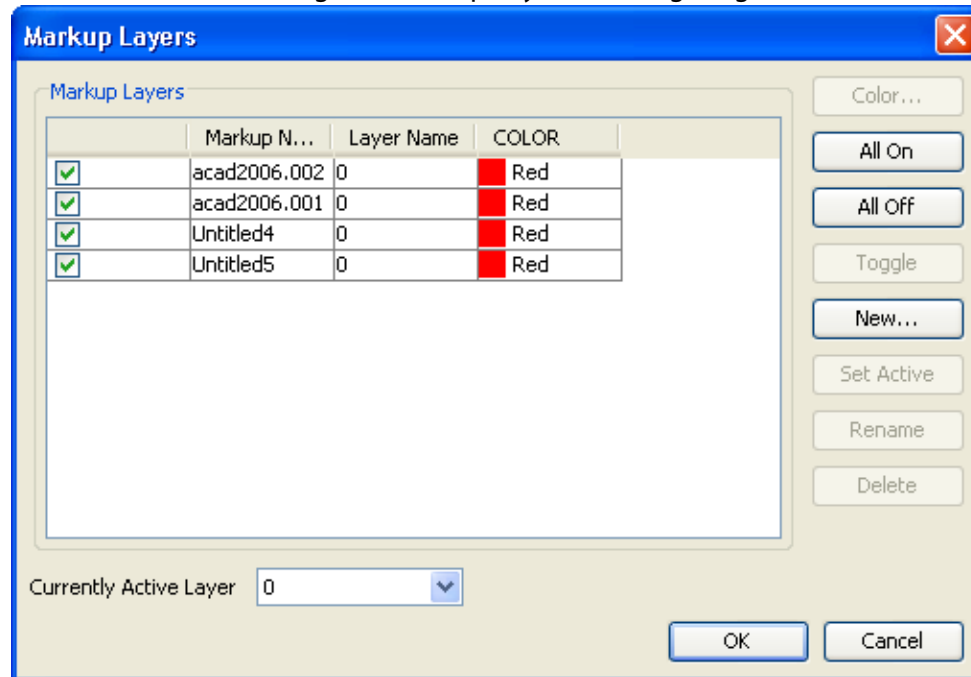 Markup Layers
Markup Layers
Markup N... Layer Name COLOR
acad2006.002 0 Red
acad2006.001 0 Red
Untitled4 0 Red
Untitled5 0 Red
Color...
All On
All Off
Toggle
New...
Set Active
Rename
Delete
Currently Active Layer 0
OK Cancel